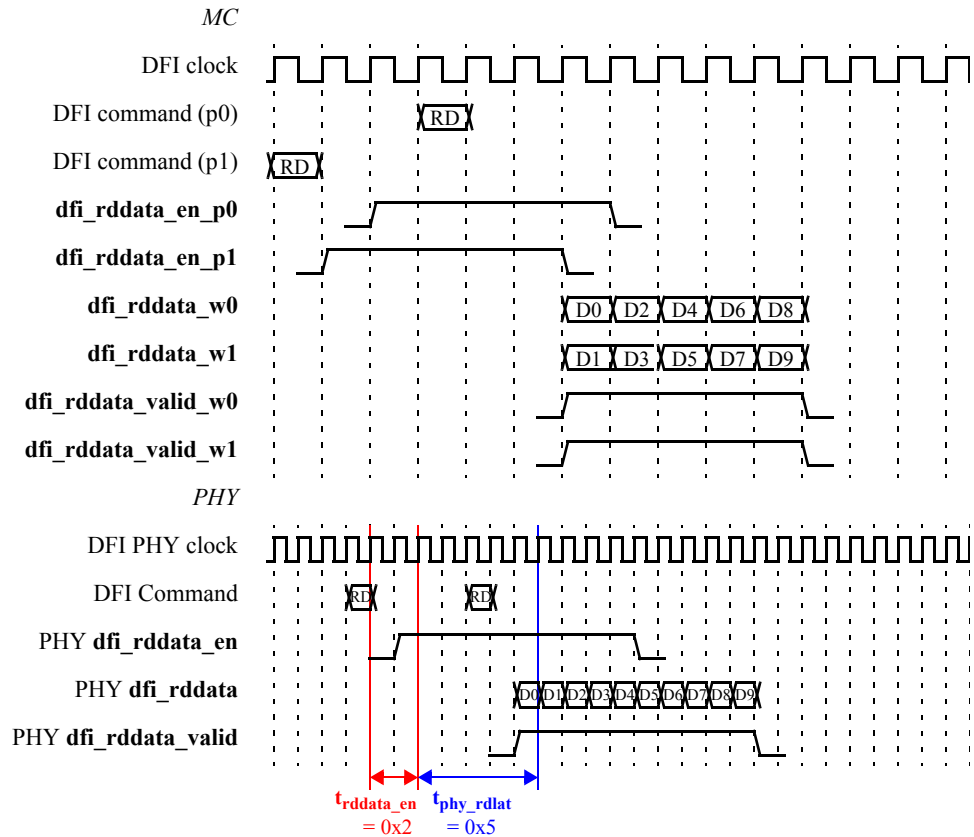 MC
DFI clock
DFI command (p0) RD
DFI command (p1) RD
dfi_rddata_en_p0
dfi_rddata_en_p1
dfi_rddata_w0 D0 D2 D4 D6 D8
dfi_rddata_w1 D1 D3 D5 D7 D9
dfi_rddata_valid_w0
dfi_rddata_valid_w1
PHY
DFI PHY clock
DFI Command RD RD
PHY dfi_rddata_en
PHY dfi_rddata D0 D1 D2 D3 D4 D5 D6 D7 D8 D9
PHY dfi_rddata_valid
trddata_en tphy_rdlat
= 0x2 = 0x5